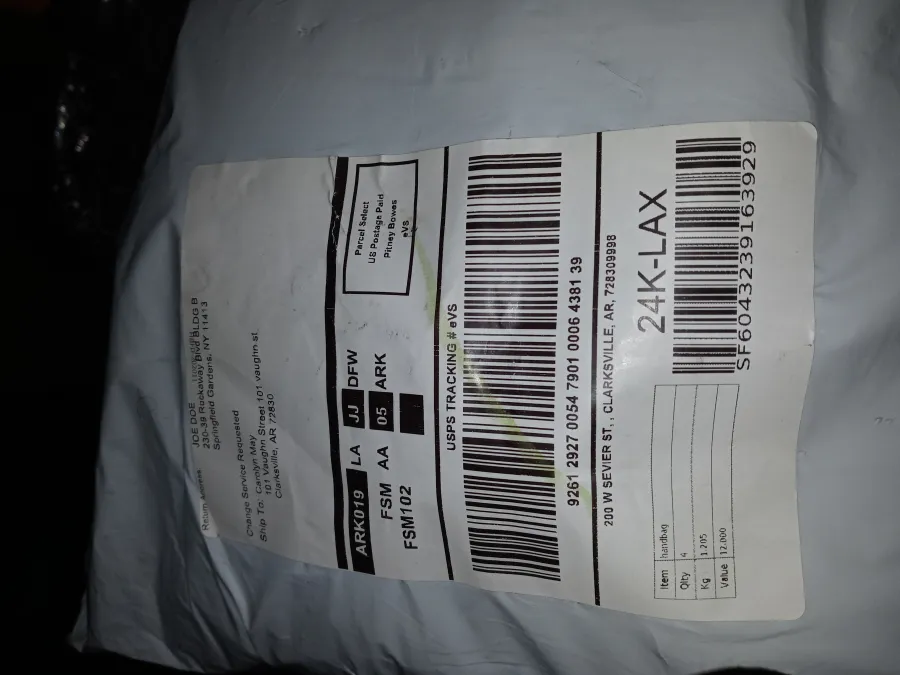 Return Address
JOE DOE
230-39 Rockaway Blvd BLDG B
Springfield Gardens, NY 11413
Change Service Requested
Ship To: Carolyn May
101 Vaughn Street 101 vaughn st
Clarksville, AR 72830
Parcel Select
US Postage Paid
Pitney Bowes
eVS
ARK019 LA JJ DFW
FSM AA 05 ARK
FSM102
USPS TRACKING # eVS
9261 2927 0054 7901 0006 4381 39
200 W SEVIER ST, , CLARKSVILLE, AR, 728309998
24K-LAX
SF6043239163929
Item handbag
Qlty 4
Kg 1.205
Value 12.000